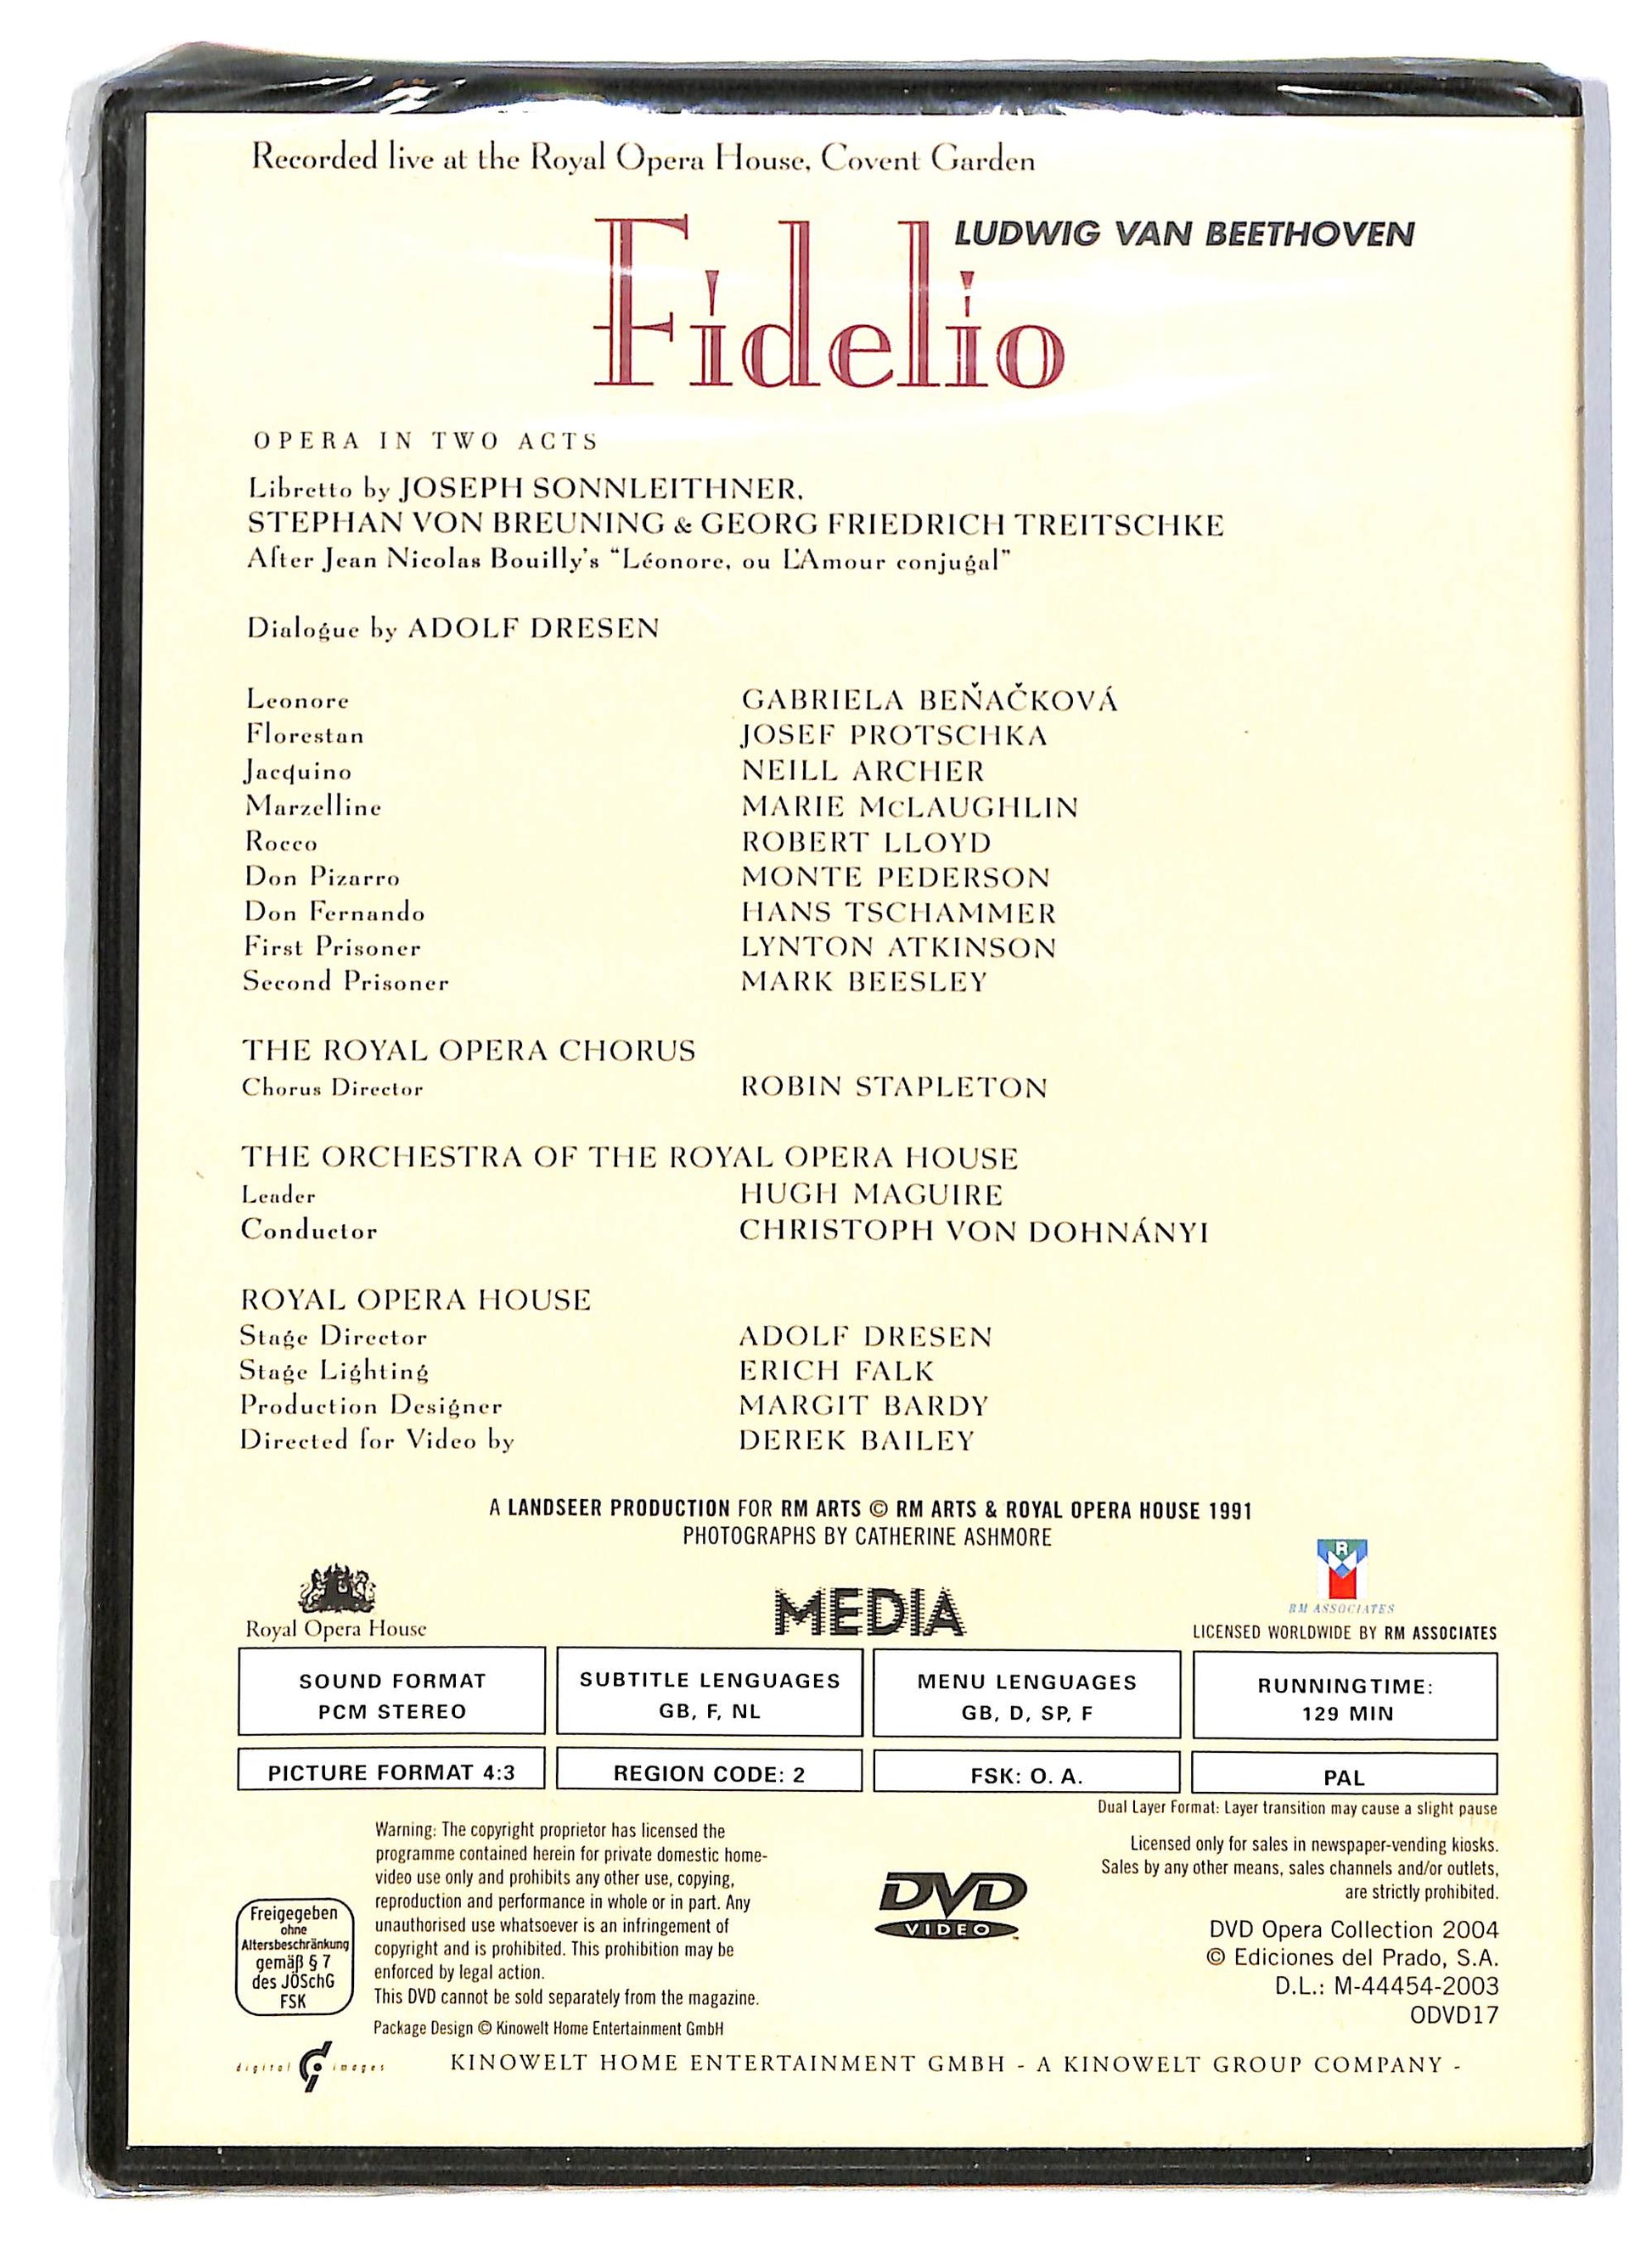 Recorded live at the Royal Opera House, Covent Garden
LUDWIG VAN BEETHOVEN
Fidelio
OPERA IN TWO ACTS
Libretto by JOSEPH SONNLEITHNER,
STEPHAN VON BREUNING & GEORG FRIEDRICH TREITSCHKE
After Jean Nicolas Bouilly's "Léonore, ou L'Amour conjugal"
Dialogue by ADOLF DRESEN
Leonore GABRIELA BEŇAČKOVÁ
Florestan JOSEF PROTSCHKA
Jacquino NEILL ARCHER
Marzelline MARIE McLAUGHLIN
Rocco ROBERT LLOYD
Don Pizarro MONTE PEDERSON
Don Fernando HANS TSCHAMMER
First Prisoner LYNTON ATKINSON
Second Prisoner MARK BEESLEY
THE ROYAL OPERA CHORUS
Chorus Director ROBIN STAPLETON
THE ORCHESTRA OF THE ROYAL OPERA HOUSE
Leader HUGH MAGUIRE
Conductor CHRISTOPH VON DOHNÁNYI
ROYAL OPERA HOUSE
Stage Director ADOLF DRESEN
Stage Lighting ERICH FALK
Production Designer MARGIT BARDY
Directed for Video by DEREK BAILEY
A LANDSEER PRODUCTION FOR RM ARTS © RM ARTS & ROYAL OPERA HOUSE 1991
PHOTOGRAPHS BY CATHERINE ASHMORE
Royal Opera House
MEDIA
RM
RM ASSOCIATES
LICENSED WORLDWIDE BY RM ASSOCIATES
SOUND FORMAT
PCM STEREO
SUBTITLE LENGUAGES
GB, F, NL
MENU LENGUAGES
GB, D, SP, F
RUNNINGTIME:
129 MIN
PICTURE FORMAT 4:3
REGION CODE: 2
FSK: O. A.
PAL
Dual Layer Format: Layer transition may cause a slight pause
Warning: The copyright proprietor has licensed the
programme contained herein for private domestic home-
video use only and prohibits any other use, copying,
reproduction and performance in whole or in part. Any
unauthorised use whatsoever is an infringement of
copyright and is prohibited. This prohibition may be
enforced by legal action.
This DVD cannot be sold separately from the magazine.
Package Design © Kinowelt Home Entertainment GmbH
Freigegeben
ohne
Altersbeschränkung
gemäß § 7
des JÖSchG
FSK
DVD
VIDEO
Licensed only for sales in newspaper-vending kiosks.
Sales by any other means, sales channels and/or outlets,
are strictly prohibited.
DVD Opera Collection 2004
© Ediciones del Prado, S.A.
D.L.: M-44454-2003
ODVD17
digital images
KINOWELT HOME ENTERTAINMENT GMBH - A KINOWELT GROUP COMPANY -